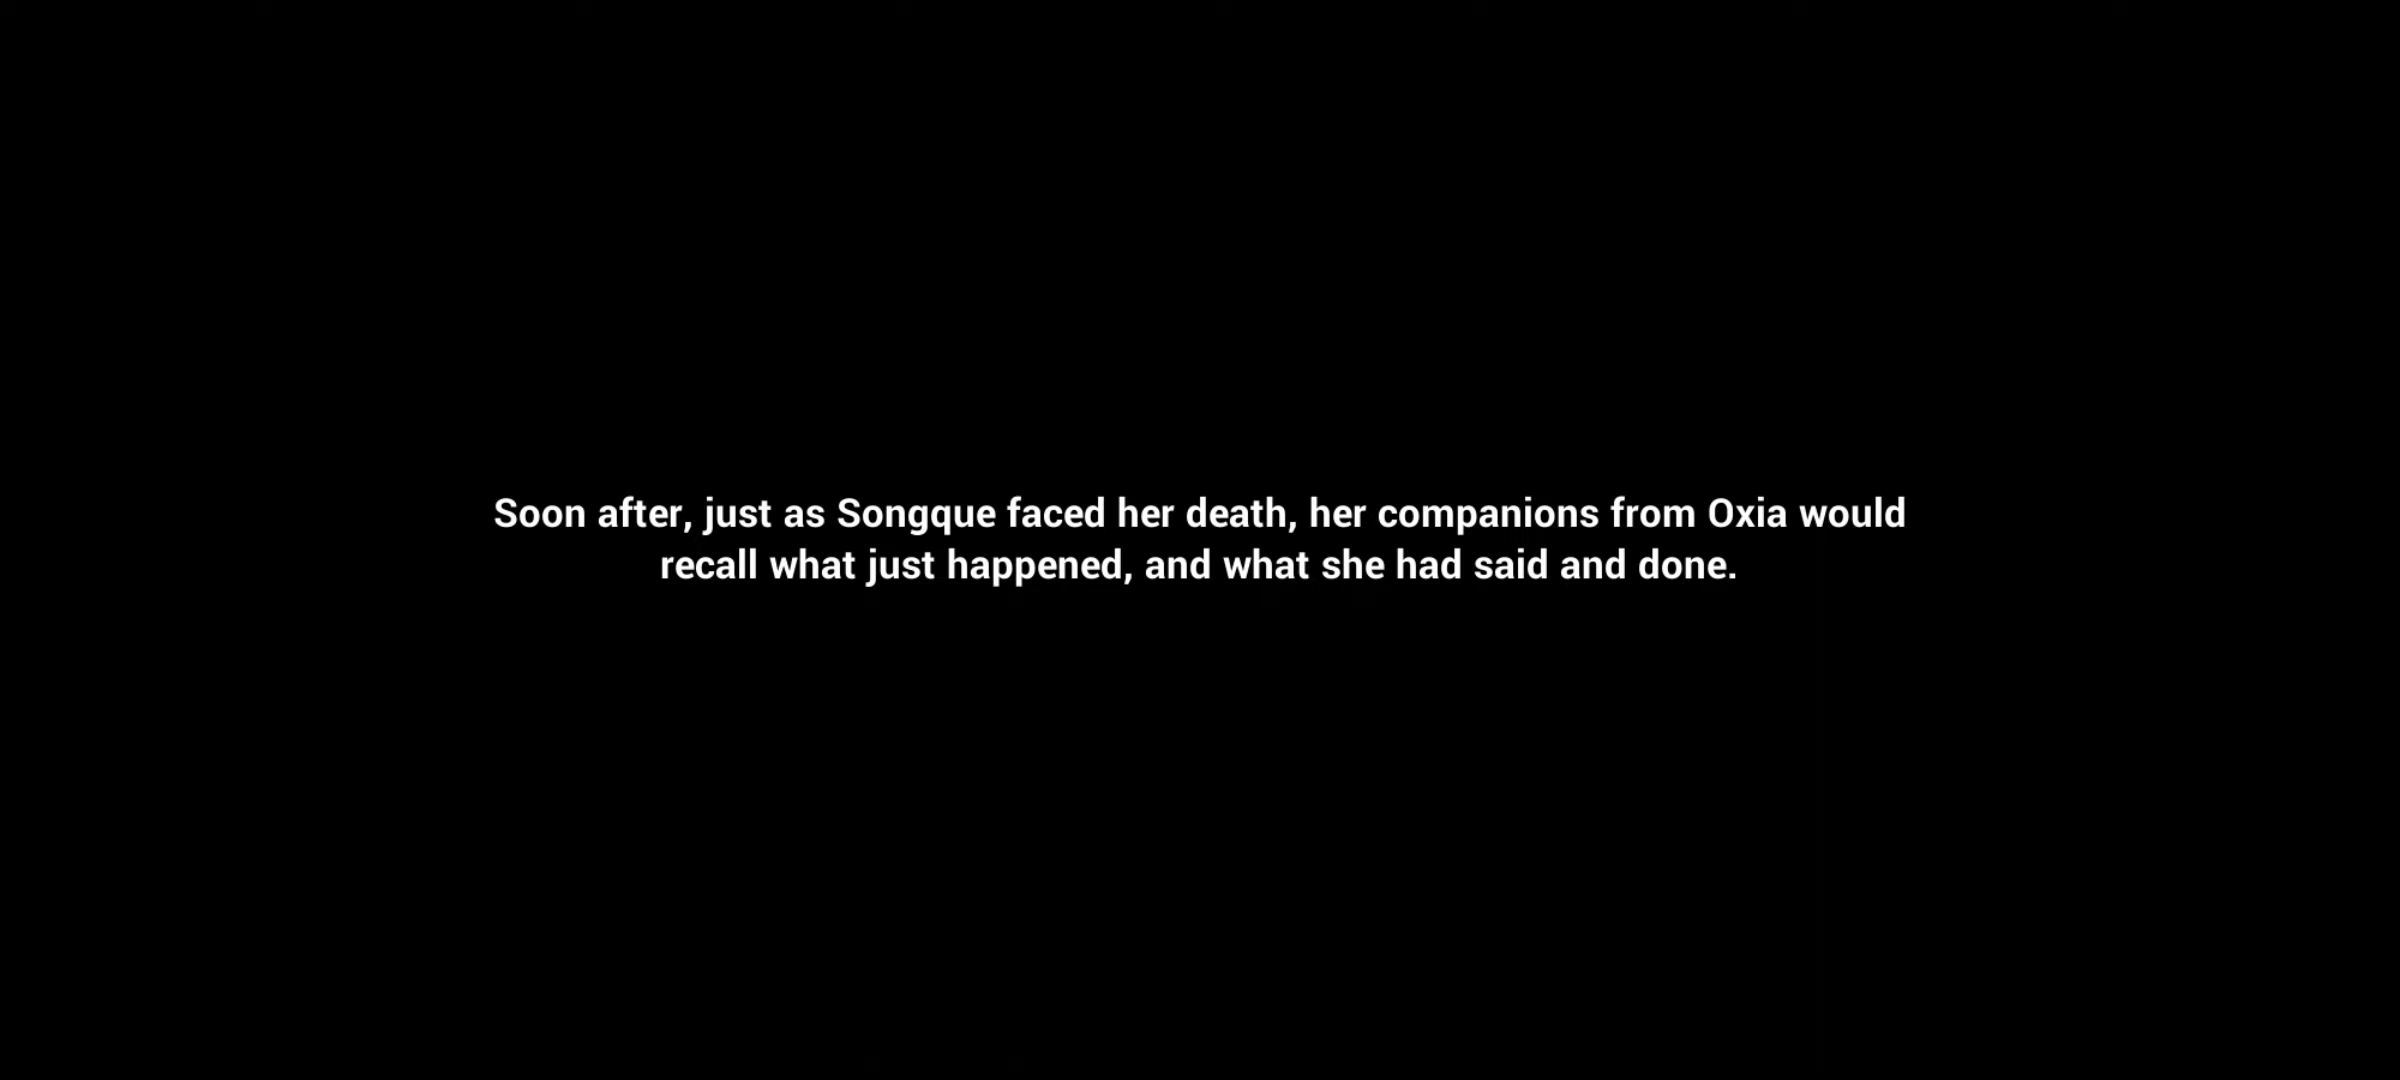 Soon after, just as Songque faced her death, her companions from Oxia would
recall what just happened, and what she had said and done.